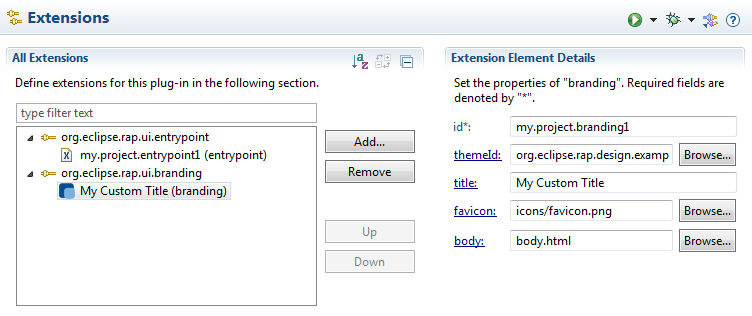 Extensions
All Extensions
Define extensions for this plug-in in the following section.
type filter text
org.eclipse.rap.ui.entrypoint
my.project.entrypoint1 (entrypoint)
org.eclipse.rap.ui.branding
My Custom Title (branding)
Add...
Remove
Up
Down
Extension Element Details
Set the properties of "branding". Required fields are
denoted by "*".
id*: my.project.branding1
themeId: org.eclipse.rap.design.examp Browse...
title: My Custom Title
favicon: icons/favicon.png Browse...
body: body.html Browse...